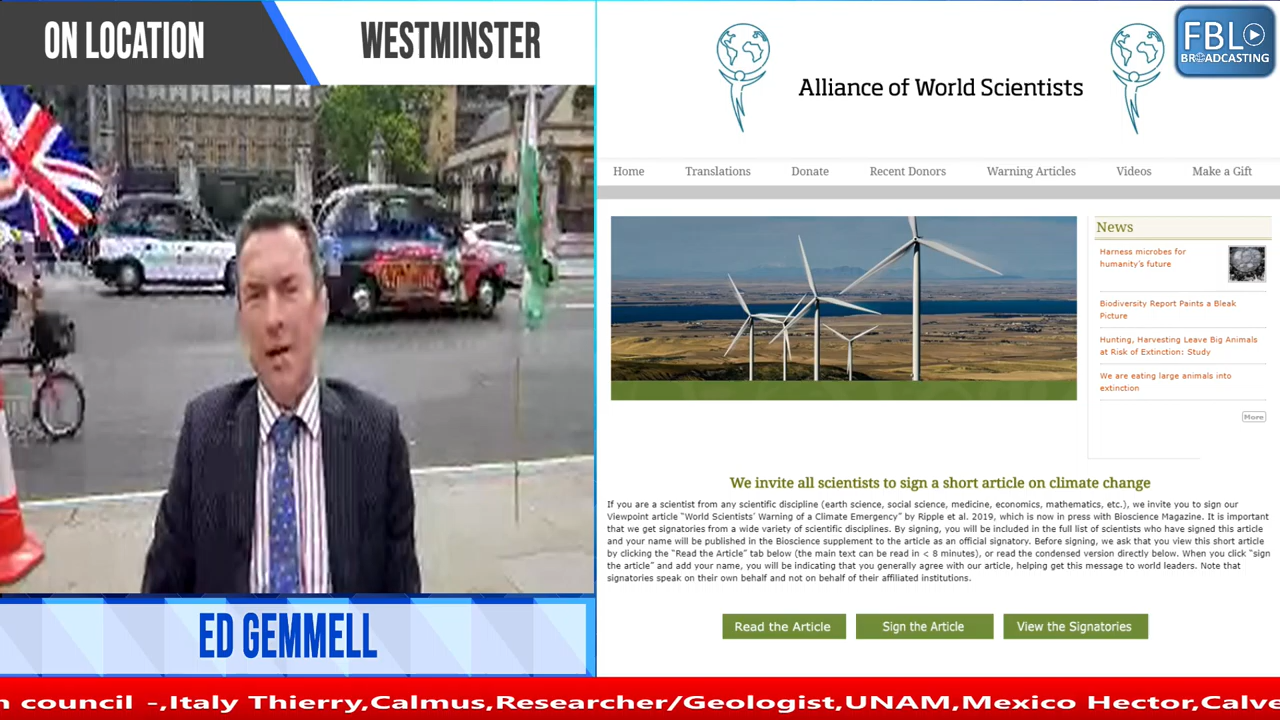 ON LOCATION
WESTMINSTER
ED GEMMELL
FBL
BROADCASTING
Alliance of World Scientists
Home
Translations
Donate
Recent Donors
Warning Articles
Videos
Make a Gift
News
Harness microbes for
humanity's future
Biodiversity Report Paints a Bleak
Picture
Hunting, Harvesting Leave Big Animals
at Risk of Extinction: Study
We are eating large animals into
extinction
More
We invite all scientists to sign a short article on climate change
If you are a scientist from any scientific discipline (earth science, social science, medicine, economics, mathematics, etc.), we invite you to sign our
Viewpoint article "World Scientists' Warning of a Climate Emergency" by Ripple et al. 2019, which is now in press with Bioscience Magazine. It is important
that we get signatories from a wide variety of scientific disciplines. By signing, you will be included in the full list of scientists who have signed this article
and your name will be published in the Bioscience supplement to the article as an official signatory. Before signing, we ask that you view this short article
by clicking the "Read the Article" tab below (the main text can be read in < 8 minutes), or read the condensed version directly below. When you click "sign
the article" and add your name, you will be indicating that you generally agree with our article, helping get this message to world leaders. Note that
signatories speak on their own behalf and not on behalf of their affiliated institutions.
Read the Article
Sign the Article
View the Signatories
n council -,Italy Thierry,Calmus,Researcher/Geologist,UNAM,Mexico Hector,Calve